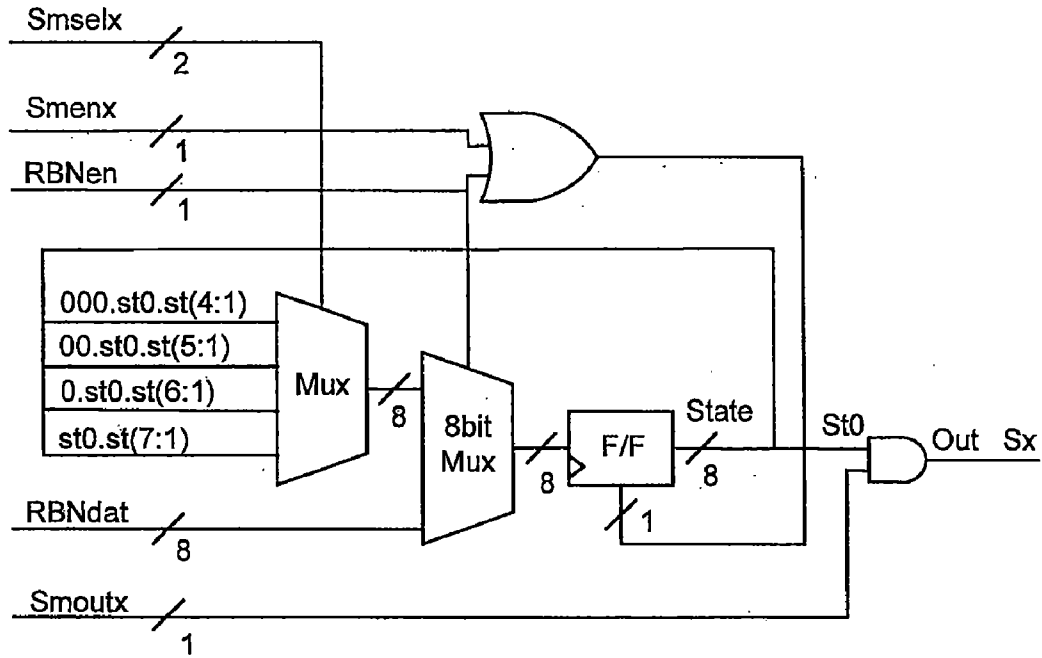 Smselx
2
Smenx
1
RBNen
1
000.st0.st(4:1)
00.st0.st(5:1)
0.st0.st(6:1)
st0.st(7:1)
Mux
8
8bit
Mux
8
F/F
State
8
1
St0
Out Sx
RBNdat
8
Smoutx
1